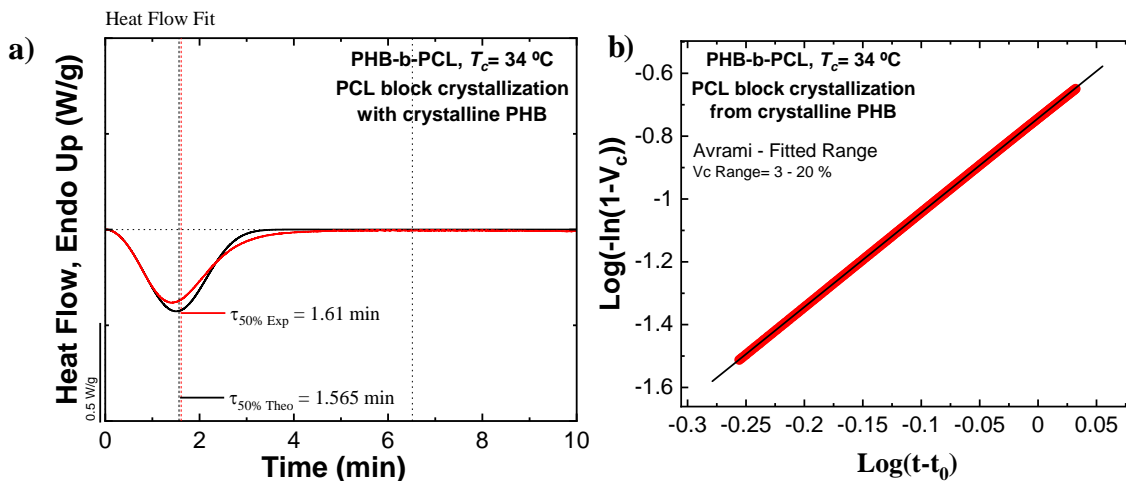 Heat Flow Fit
a)
PHB-b-PCL, Tc= 34 ºC
PCL block crystallization
with crystalline PHB
Heat Flow, Endo Up (W/g)
0.5 W/g
τ50% Exp = 1.61 min
τ50% Theo = 1.565 min
0 2 4 6 8 10
Time (min)
b)
PHB-b-PCL, Tc= 34 ºC
PCL block crystallization
from crystalline PHB
Avrami - Fitted Range
Vc Range= 3 - 20 %
Log(-ln(1-Vc))
-0.6
-0.8
-1
-1.2
-1.5
-1.6
-0.3 -0.25 -0.2 -0.15 -0.1 -0.05 0 0.05
Log(t-t0)